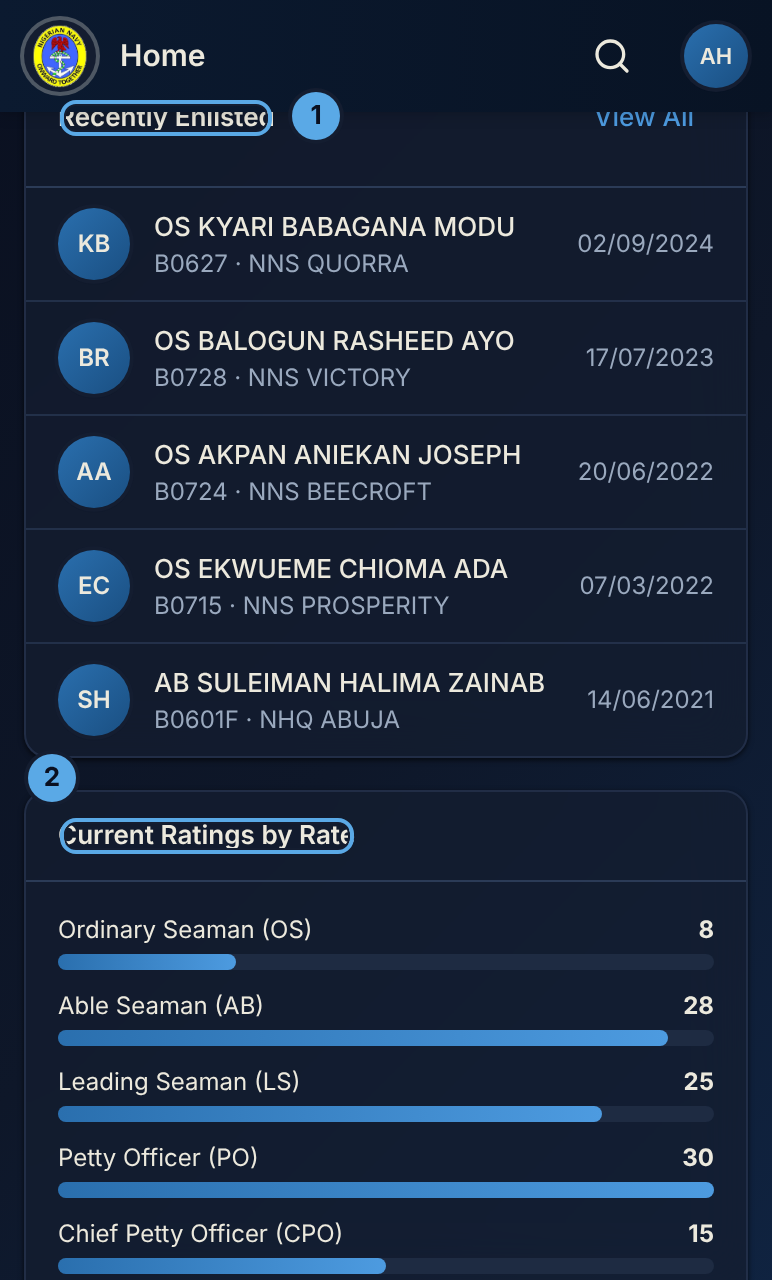 NIGERIAN NAVY
ONWARD TOGETHER
Home
AH
Recently Enlisted
1
View All
KB
OS KYARI BABAGANA MODU
02/09/2024
B0627 · NNS QUORRA
BR
OS BALOGUN RASHEED AYO
17/07/2023
B0728 · NNS VICTORY
AA
OS AKPAN ANIEKAN JOSEPH
20/06/2022
B0724 · NNS BEECROFT
EC
OS EKWUEME CHIOMA ADA
07/03/2022
B0715 · NNS PROSPERITY
SH
AB SULEIMAN HALIMA ZAINAB
14/06/2021
B0601F · NHQ ABUJA
2
Current Ratings by Rate
Ordinary Seaman (OS) 8
Able Seaman (AB) 28
Leading Seaman (LS) 25
Petty Officer (PO) 30
Chief Petty Officer (CPO) 15